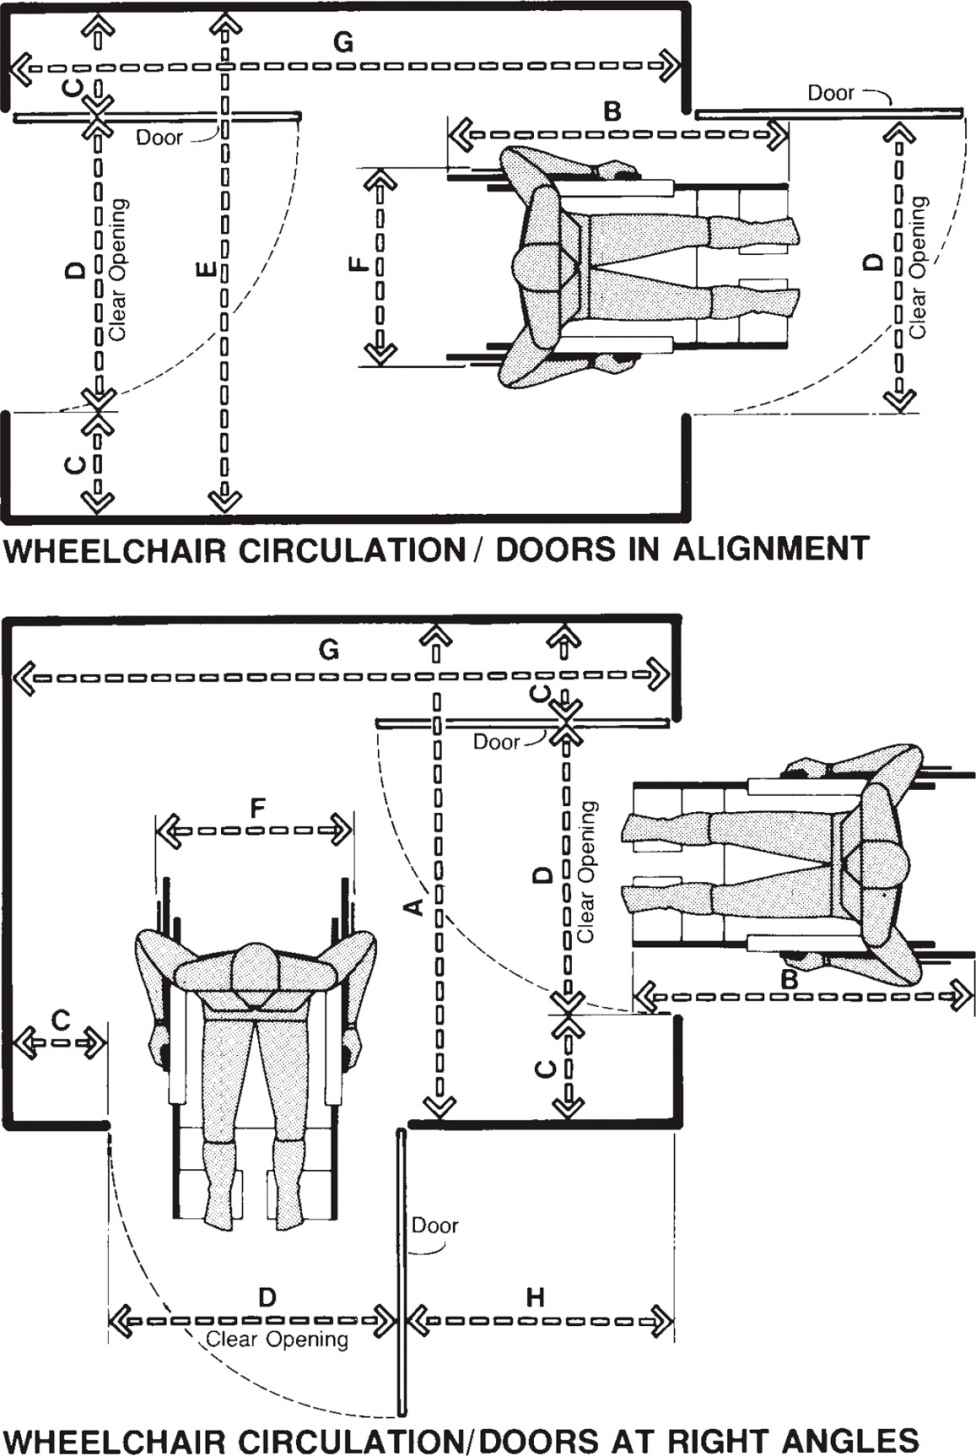 G
C
Door
B
Door
F
D
Clear Opening
E
D
Clear Opening
C
WHEELCHAIR CIRCULATION / DOORS IN ALIGNMENT
G
C
Door
F
A
D
Clear Opening
B
C
C
Door
D
Clear Opening
H
WHEELCHAIR CIRCULATION/DOORS AT RIGHT ANGLES